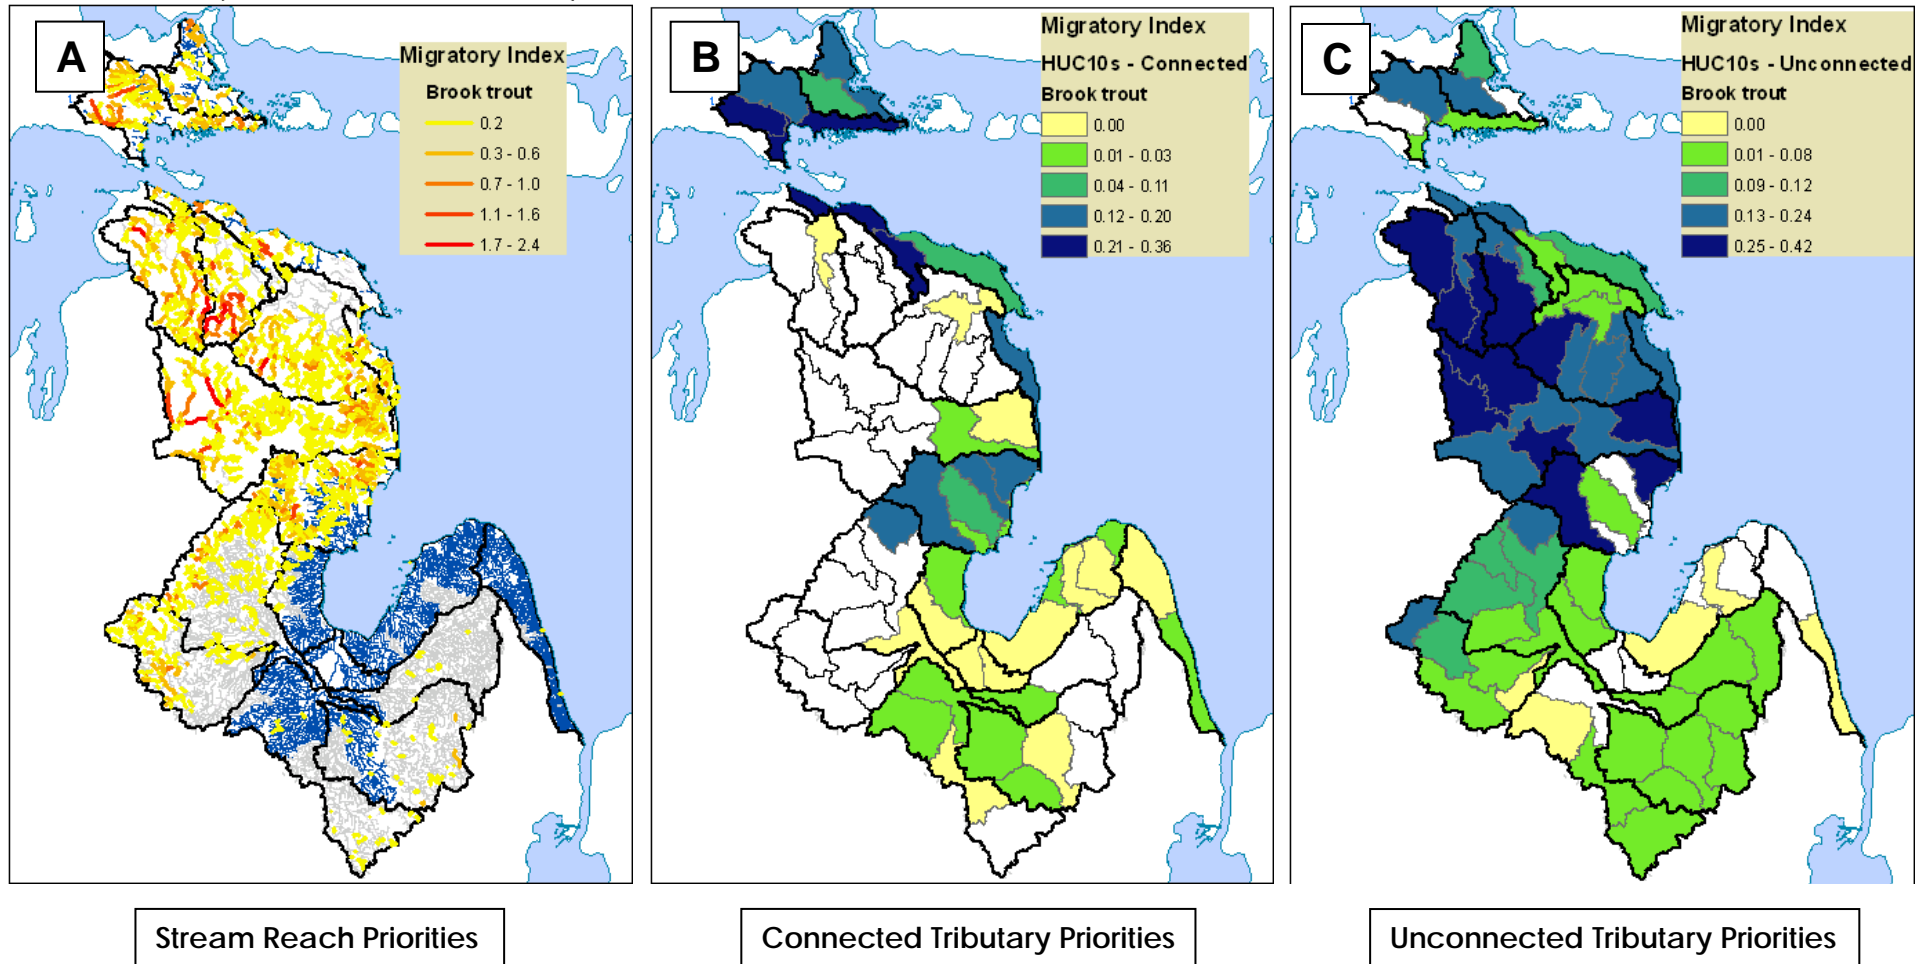 A
Migratory Index
Brook trout
0.2
0.3 - 0.6
0.7 - 1.0
1.1 - 1.6
1.7 - 2.4
B
Migratory Index
HUC10s - Connected
Brook trout
0.00
0.01 - 0.03
0.04 - 0.11
0.12 - 0.20
0.21 - 0.36
C
Migratory Index
HUC10s - Unconnected
Brook trout
0.00
0.01 - 0.08
0.09 - 0.12
0.13 - 0.24
0.25 - 0.42
Stream Reach Priorities
Connected Tributary Priorities
Unconnected Tributary Priorities